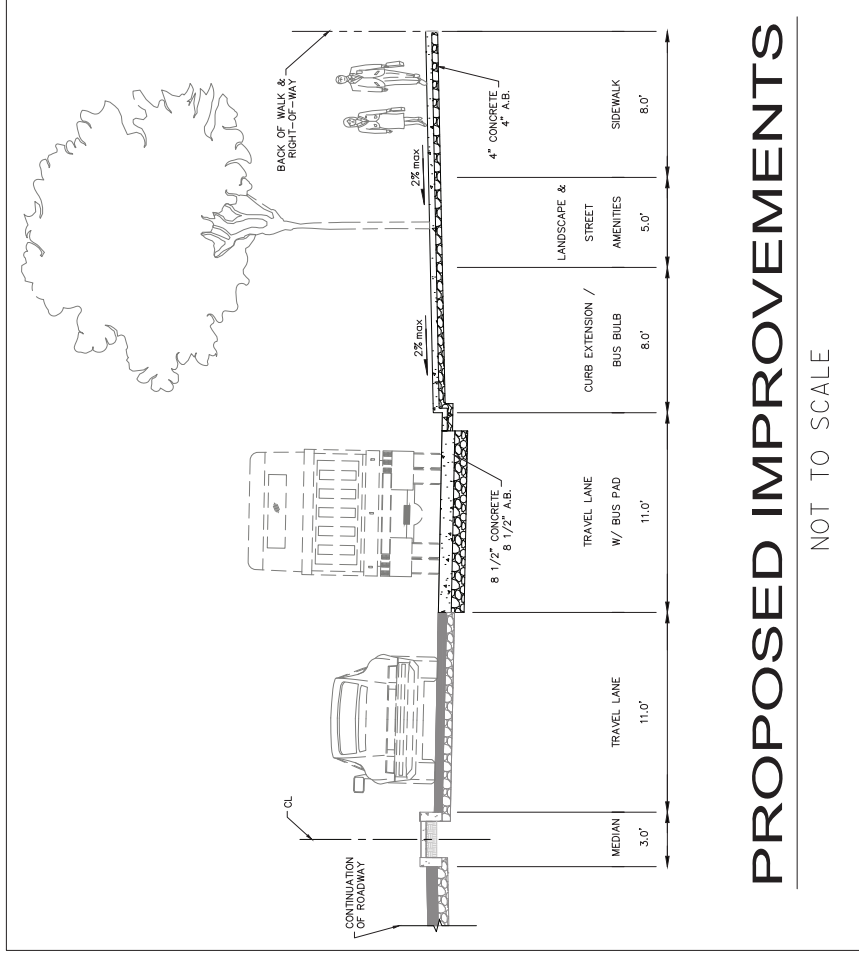 BACK OF WALK &
RIGHT-OF-WAY
CL
CONTINUATION
OF ROADWAY
2% max
2% max
4" CONCRETE
4" A.B.
8 1/2" CONCRETE
8 1/2" A.B.
MEDIAN
3.0'
TRAVEL LANE
11.0'
TRAVEL LANE
W/ BUS PAD
11.0'
CURB EXTENSION /
BUS BULB
8.0'
LANDSCAPE &
STREET
AMENITIES
5.0'
SIDEWALK
8.0'
PROPOSED IMPROVEMENTS
NOT TO SCALE